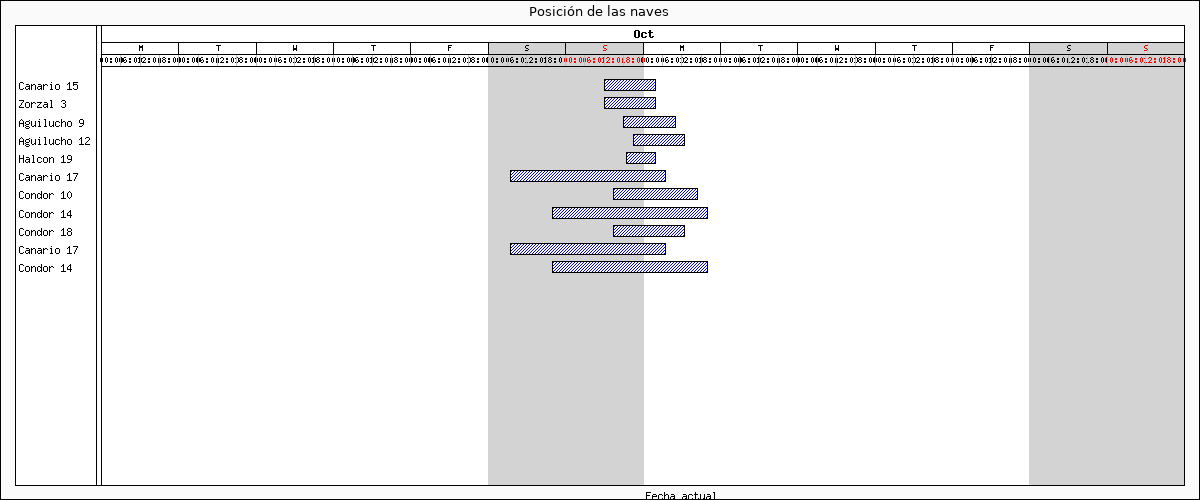 Posición de las naves
Oct
M T W T F S S M T W T F S S
Canario 15
Zorzal 3
Aguilucho 9
Aguilucho 12
Halcon 19
Canario 17
Condor 10
Condor 14
Condor 18
Canario 17
Condor 14
Fecha actual